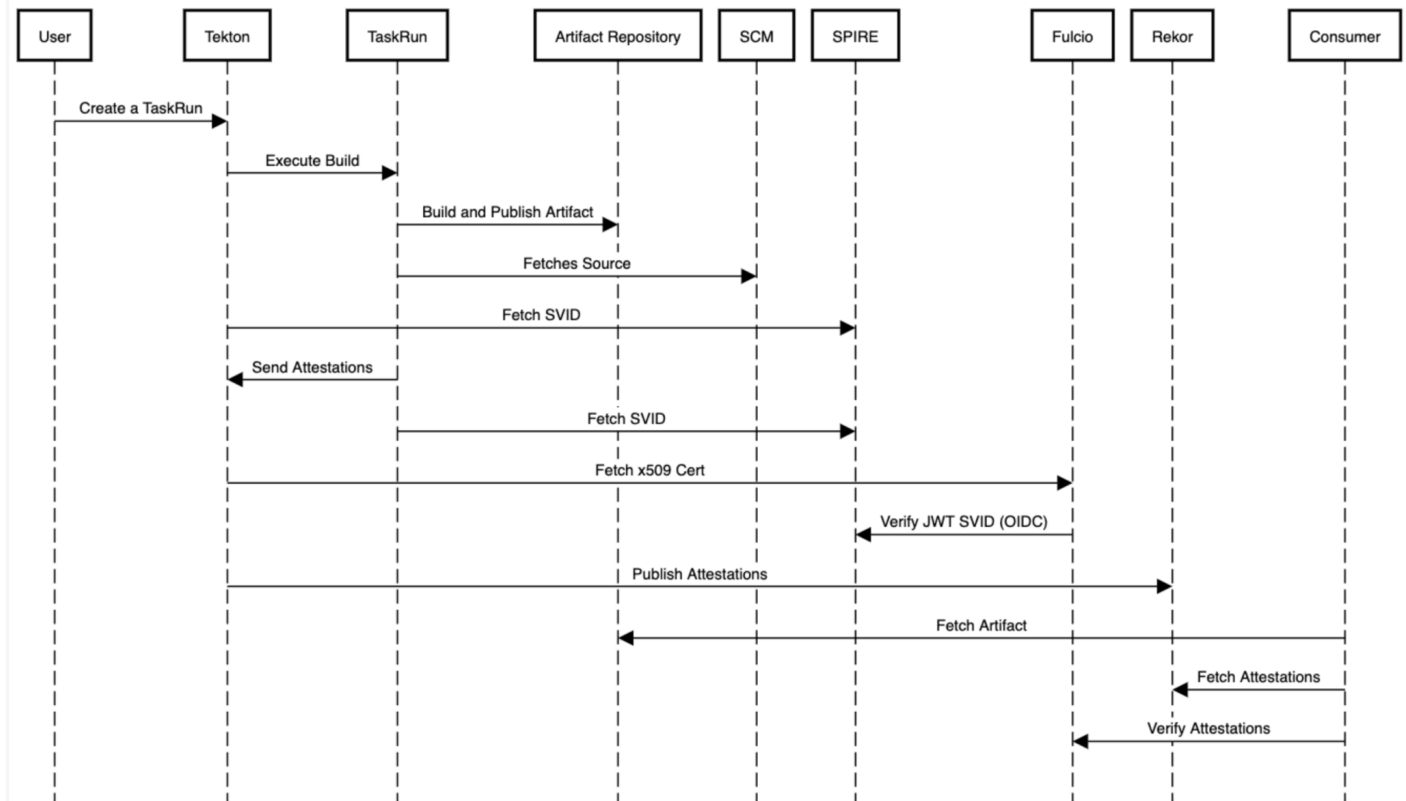 User
Tekton
TaskRun
Artifact Repository
SCM
SPIRE
Fulcio
Rekor
Consumer
Create a TaskRun
Execute Build
Build and Publish Artifact
Fetches Source
Fetch SVID
Send Attestations
Fetch SVID
Fetch x509 Cert
Verify JWT SVID (OIDC)
Publish Attestations
Fetch Artifact
Fetch Attestations
Verify Attestations